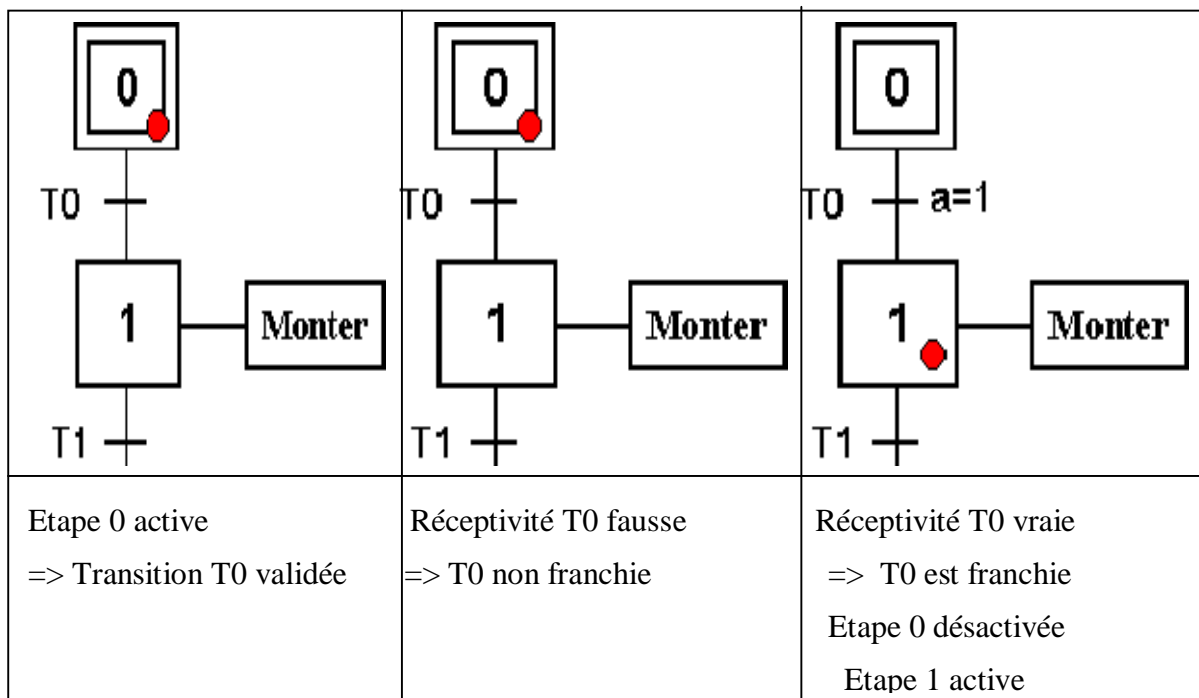 0
T0
1
Monter
T1
0
T0
1
Monter
T1
0
T0
a=1
1
Monter
T1
Etape 0 active
=> Transition T0 validée
Réceptivité T0 fausse
=> T0 non franchie
Réceptivité T0 vraie
=> T0 est franchie
Etape 0 désactivée
Etape 1 active